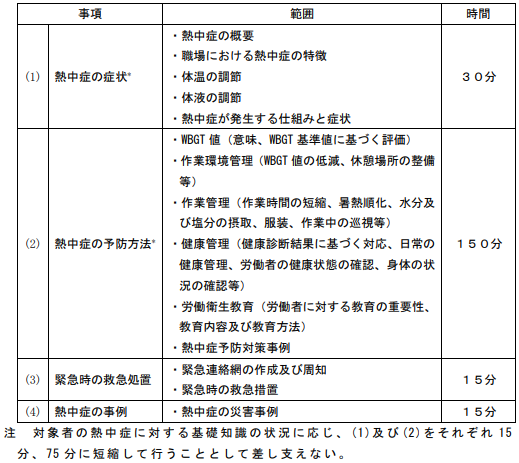 事項 範囲 時間
(1) 熱中症の症状* ・熱中症の概要
・職場における熱中症の特徴
・体温の調節
・体液の調節
・熱中症が発生する仕組みと症状
30分
(2) 熱中症の予防方法* ・WBGT値（意味、WBGT基準値に基づく評価）
・作業環境管理（WBGT値の低減、休憩場所の整備
等）
・作業管理（作業時間の短縮、暑熱順化、水分及
び塩分の摂取、服装、作業中の巡視等）
・健康管理（健康診断結果に基づく対応、日常の
健康管理、労働者の健康状態の確認、身体の状
況の確認等）
・労働衛生教育（労働者に対する教育の重要性、
教育内容及び教育方法）
・熱中症予防対策事例
150分
(3) 緊急時の救急処置 ・緊急連絡網の作成及び周知
・緊急時の救急措置
15分
(4) 熱中症の事例 ・熱中症の災害事例 15分
注 対象者の熱中症に対する基礎知識の状況に応じ、(1)及び(2)をそれぞれ15
分、75分に短縮して行うこととして差し支えない。